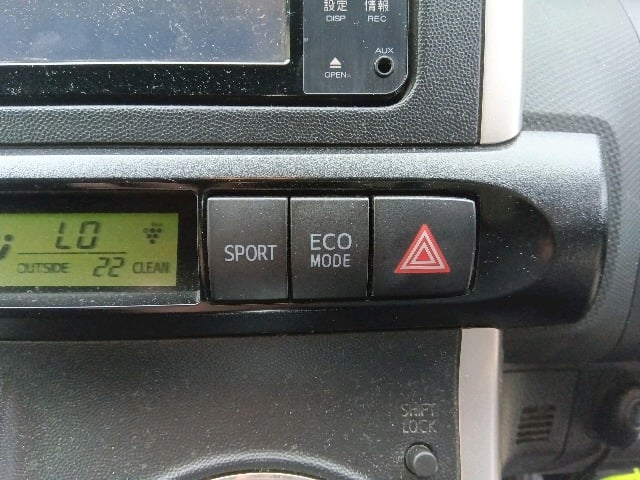 設定 情報
DISP REC
AUX
OPEN
LO
OUTSIDE 22 CLEAN
SPORT
ECO
MODE
SHIFT
LOCK